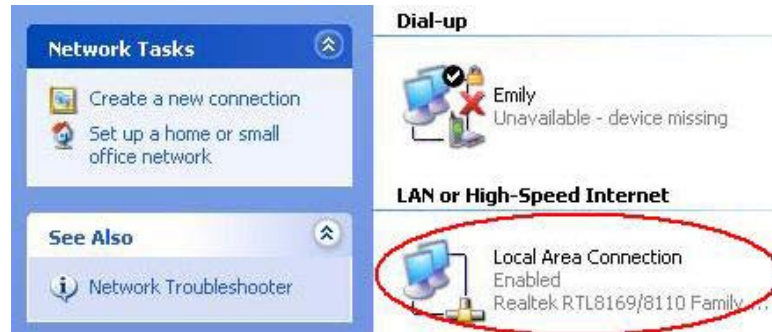 Network Tasks
Create a new connection
Set up a home or small
office network
See Also
Network Troubleshooter
Dial-up
Emily
Unavailable - device missing
LAN or High-Speed Internet
Local Area Connection
Enabled
Realtek RTL8169/8110 Family ...